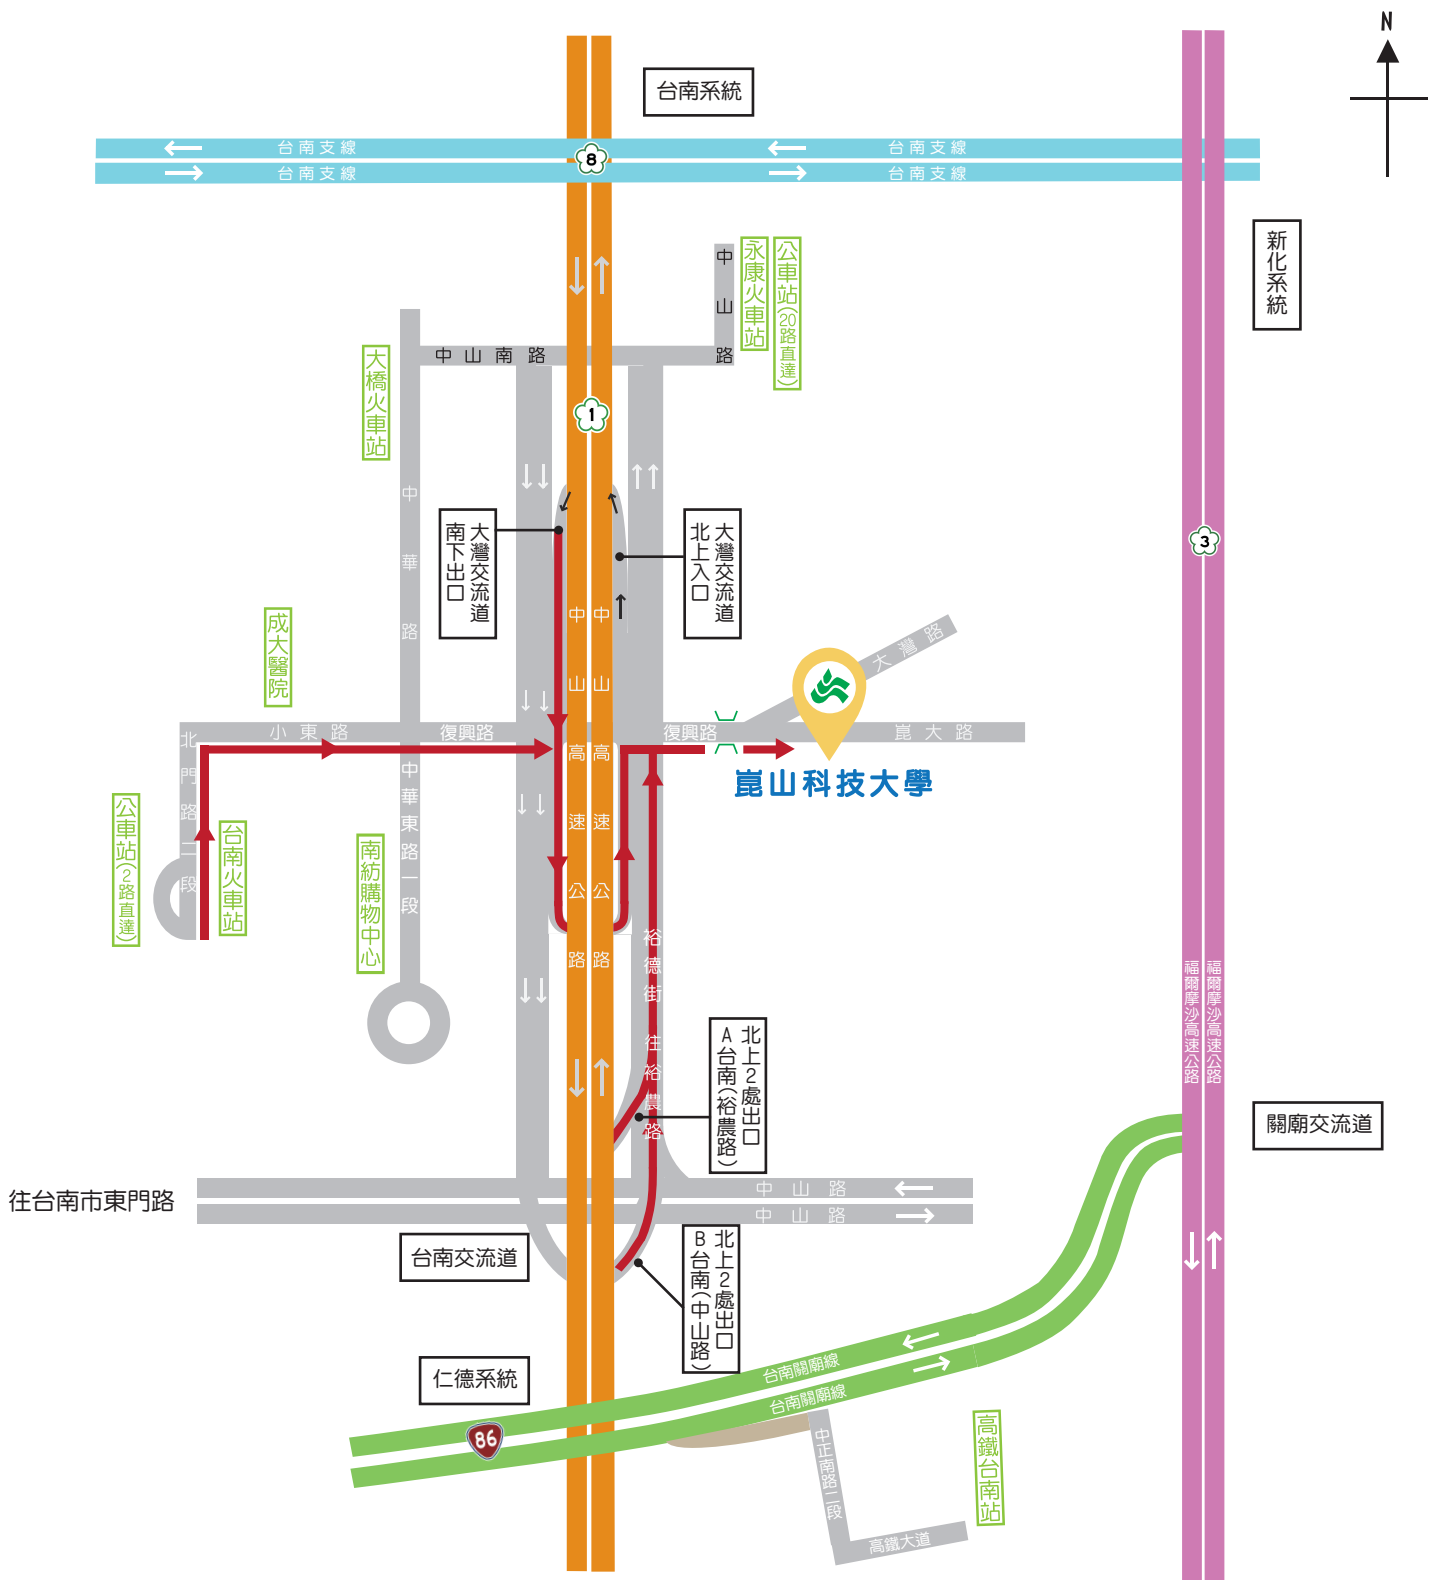 N
台南系統
台南支線
台南支線
台南支線
台南支線
8
新化系統
中山路
永康火車站
公車站(20路直達)
中山南路
大橋火車站
1
中華路
大灣交流道
南下出口
大灣交流道
北上入口
3
中山高速公路
中山高速公路
成大醫院
大灣路
小東路
復興路
復興路
崑大路
崑山科技大學
北門路二段
中華東路一段
公車站(2路直達)
台南火車站
南紡購物中心
裕德街
往裕農路
福爾摩沙高速公路
福爾摩沙高速公路
北上2處出口
A台南(裕農路)
關廟交流道
往台南市東門路
中山路
中山路
台南交流道
北上2處出口
B台南(中山路)
仁德系統
台南關廟線
台南關廟線
86
中正南路二段
高鐵台南站
高鐵大道